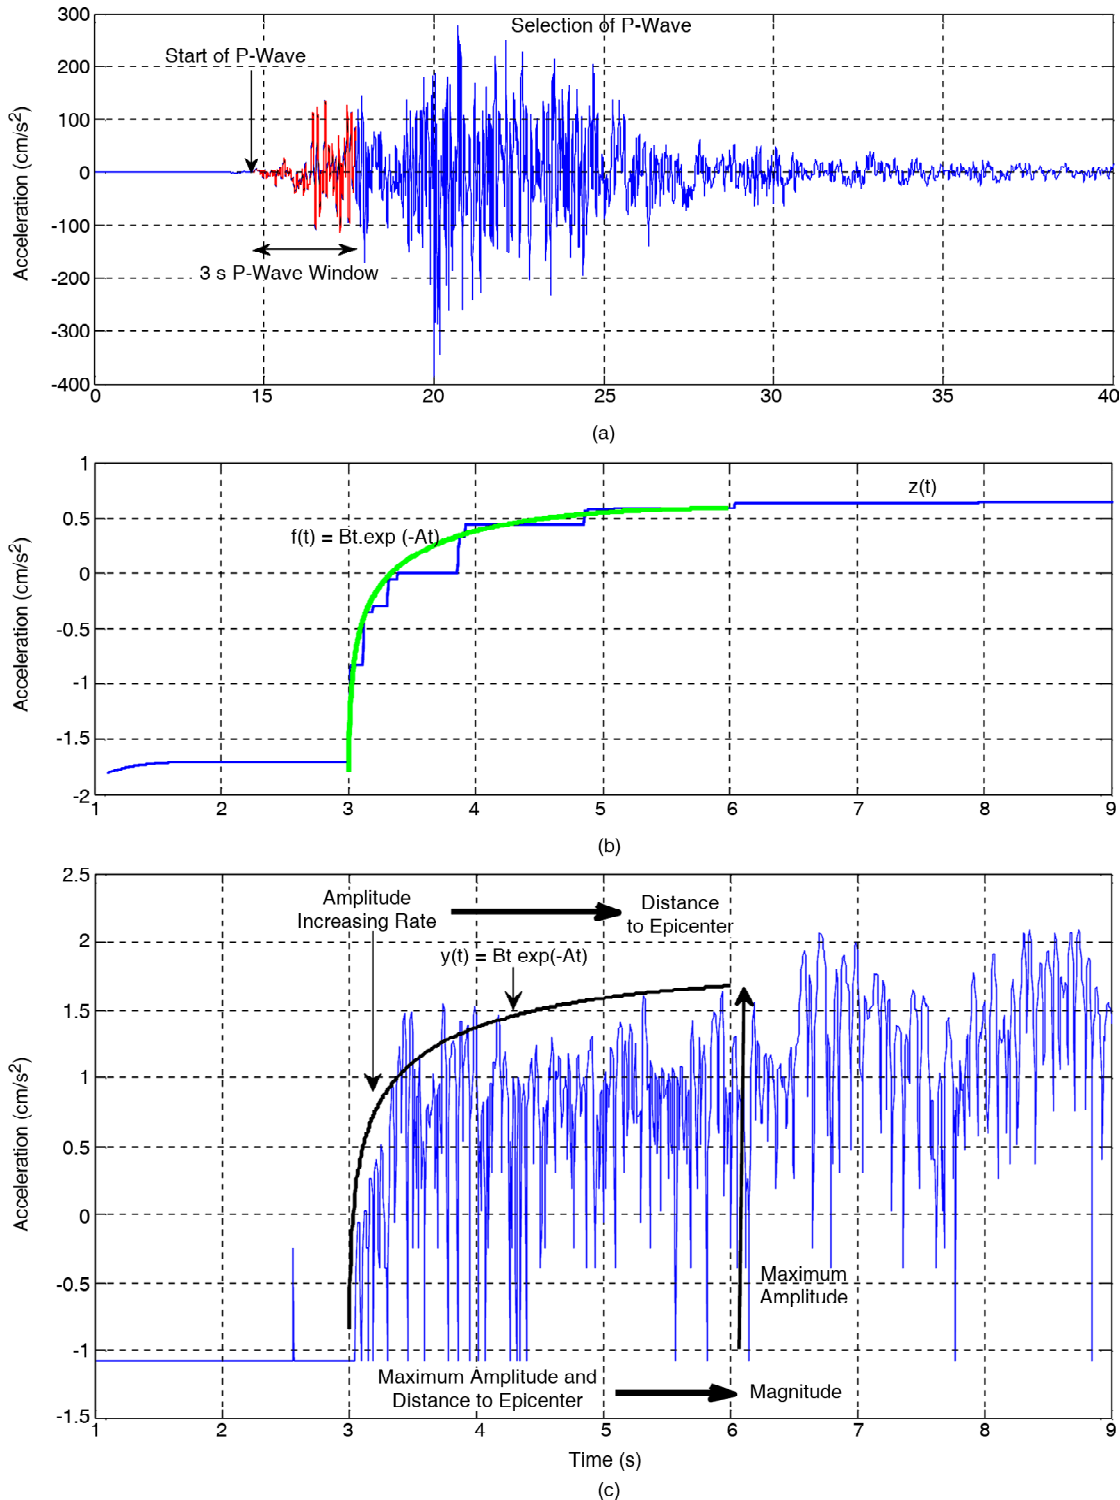 300
Selection of P-Wave
Start of P-Wave
200
100
0
-100
-200
-300
-400
Acceleration (cm/s²)
3 s P-Wave Window
0 15 20 25 30 35 40
(a)
1
0.5
0
-0.5
-1
-1.5
-2
Acceleration (cm/s²)
z(t)
f(t) = Bt.exp (-At)
1 2 3 4 5 6 7 8 9
(b)
2.5
2
1.5
1
0.5
0
-0.5
-1
-1.5
Acceleration (cm/s²)
Amplitude
Increasing Rate
Distance
to Epicenter
y(t) = Bt exp(-At)
Maximum
Amplitude
Maximum Amplitude and
Distance to Epicenter
Magnitude
1 2 3 4 5 6 7 8 9
Time (s)
(c)